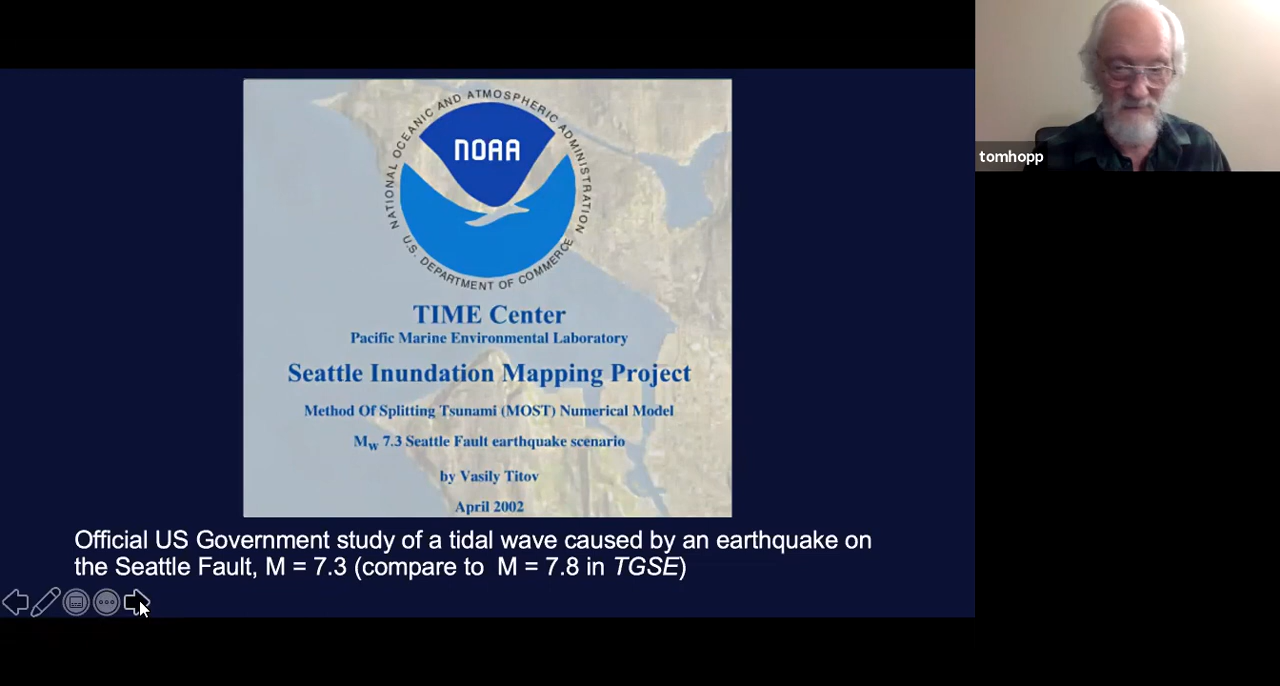 NATIONAL OCEANIC AND ATMOSPHERIC ADMINISTRATION
NOAA
U.S. DEPARTMENT OF COMMERCE
tomhopp
TIME Center
Pacific Marine Environmental Laboratory
Seattle Inundation Mapping Project
Method Of Splitting Tsunami (MOST) Numerical Model
Mw 7.3 Seattle Fault earthquake scenario
by Vasily Titov
April 2002
Official US Government study of a tidal wave caused by an earthquake on
the Seattle Fault, M = 7.3 (compare to M = 7.8 in TGSE)